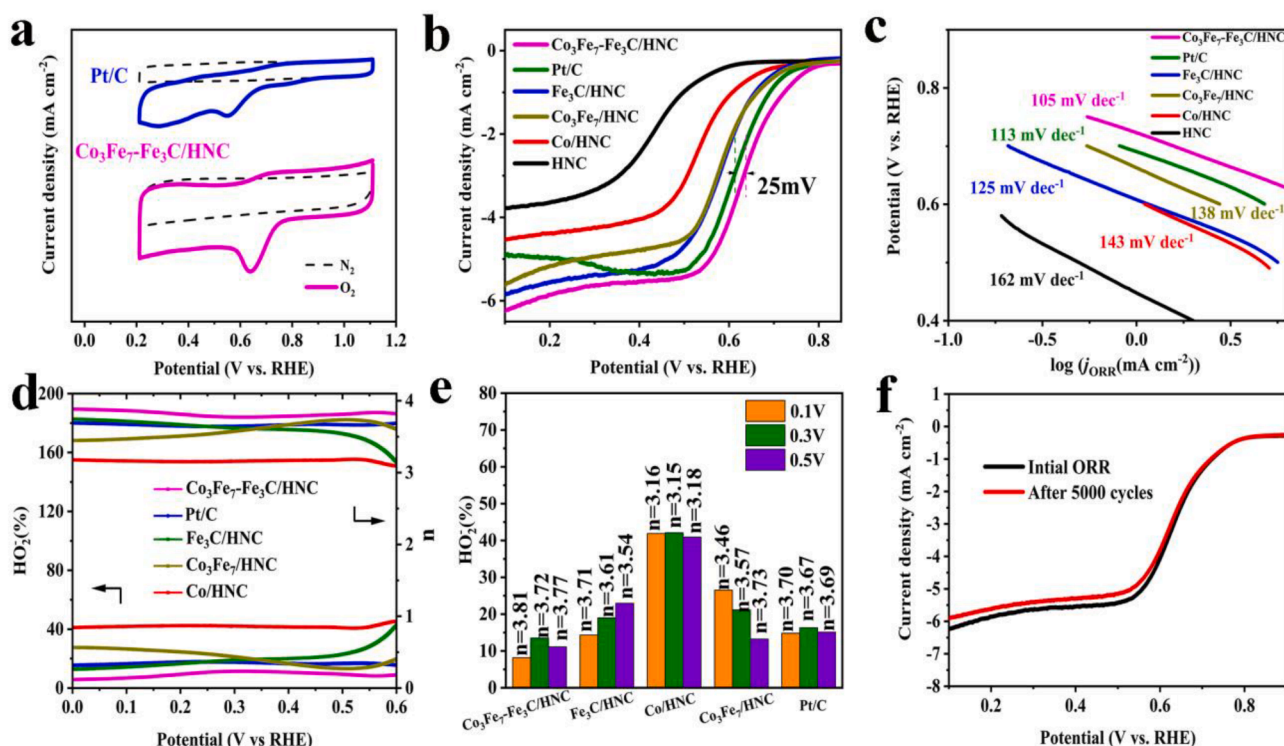 a
Current density (mA cm⁻²)
Pt/C
Co₃Fe₇-Fe₃C/HNC
N₂
O₂
0.0 0.2 0.4 0.6 0.8 1.0 1.2
Potential (V vs. RHE)
b
Current density (mA cm⁻²)
0
-2
-4
-6
Co₃Fe₇-Fe₃C/HNC
Pt/C
Fe₃C/HNC
Co₃Fe₇/HNC
Co/HNC
HNC
25mV
0.2 0.4 0.6 0.8
Potential (V vs. RHE)
c
Potential (V vs. RHE)
0.8
0.6
0.4
Co₃Fe₇-Fe₃C/HNC
Pt/C
Fe₃C/HNC
Co₃Fe₇/HNC
Co/HNC
HNC
105 mV dec⁻¹
113 mV dec⁻¹
125 mV dec⁻¹
138 mV dec⁻¹
143 mV dec⁻¹
162 mV dec⁻¹
-1.0 -0.5 0.0 0.5
log (jORR(mA cm⁻²))
d
HO₂⁻(%)
200
160
120
80
40
0
Co₃Fe₇-Fe₃C/HNC
Pt/C
Fe₃C/HNC
Co₃Fe₇/HNC
Co/HNC
4
3
2
1
0
n
0.0 0.1 0.2 0.3 0.4 0.5 0.6
Potential (V vs RHE)
e
HO₂⁻(%)
80
70
60
50
40
30
20
10
0
0.1V
0.3V
0.5V
n=3.81
n=3.72
n=3.77
n=3.71
n=3.61
n=3.54
n=3.16
n=3.15
n=3.18
n=3.46
n=3.57
n=3.73
n=3.70
n=3.67
n=3.69
Co₃Fe₇-Fe₃C/HNC
Fe₃C/HNC
Co/HNC
Co₃Fe₇/HNC
Pt/C
f
Current density (mA cm⁻²)
1
0
-1
-2
-3
-4
-5
-6
-7
-8
Intial ORR
After 5000 cycles
0.2 0.4 0.6 0.8
Potential (V vs. RHE)